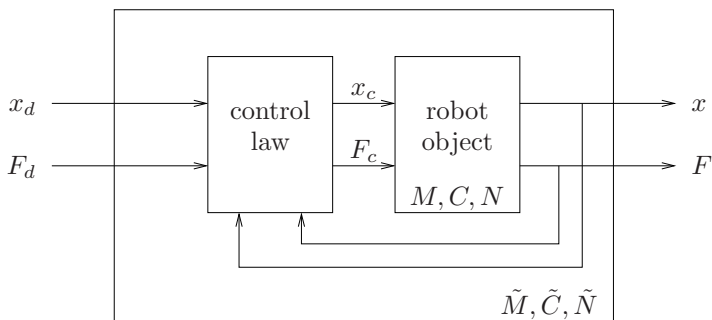 x_d
F_d
control
law
x_c
F_c
robot
object
M, C, N
x
F
M̃, C̃, Ñ